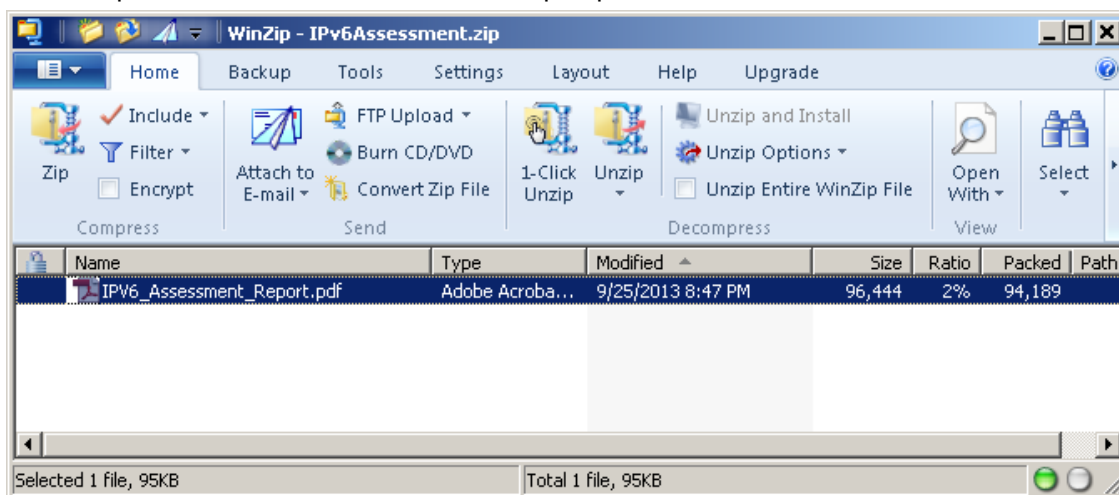 WinZip - IPv6Assessment.zip
Home Backup Tools Settings Layout Help Upgrade
Include
Filter
Encrypt
Zip
Compress
Attach to
E-mail
FTP Upload
Burn CD/DVD
Convert Zip File
Send
1-Click
Unzip
Unzip
Unzip and Install
Unzip Options
Unzip Entire WinZip File
Decompress
Open
With
View
Select
Name Type Modified Size Ratio Packed Path
IPV6_Assessment_Report.pdf Adobe Acroba... 9/25/2013 8:47 PM 96,444 2% 94,189
Selected 1 file, 95KB Total 1 file, 95KB